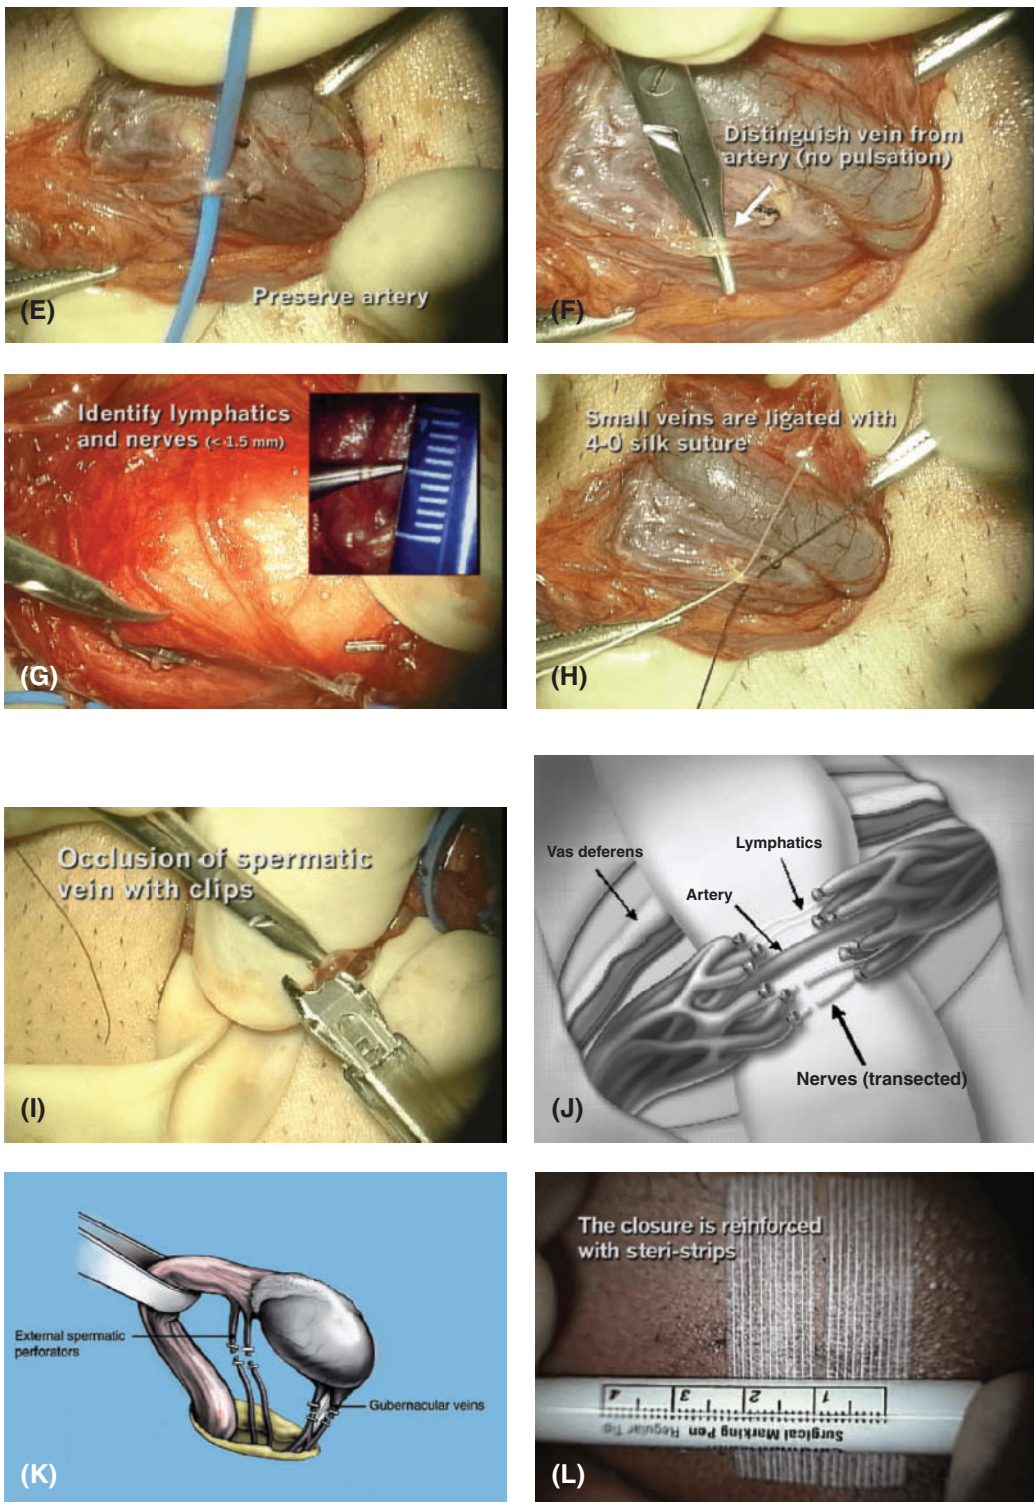 Preserve artery
(E)
Distinguish vein from
artery (no pulsation)
(F)
Identify lymphatics
and nerves (< 1.5 mm)
(G)
Small veins are ligated with
4-0 silk suture
(H)
Occlusion of spermatic
vein with clips
(I)
Vas deferens
Lymphatics
Artery
Nerves (transected)
(J)
External spermatic
perforators
Gubernacular veins
(K)
The closure is reinforced
with steri-strips
4 3 2 1
Surgical Marking Pen
Regular Tip
(L)